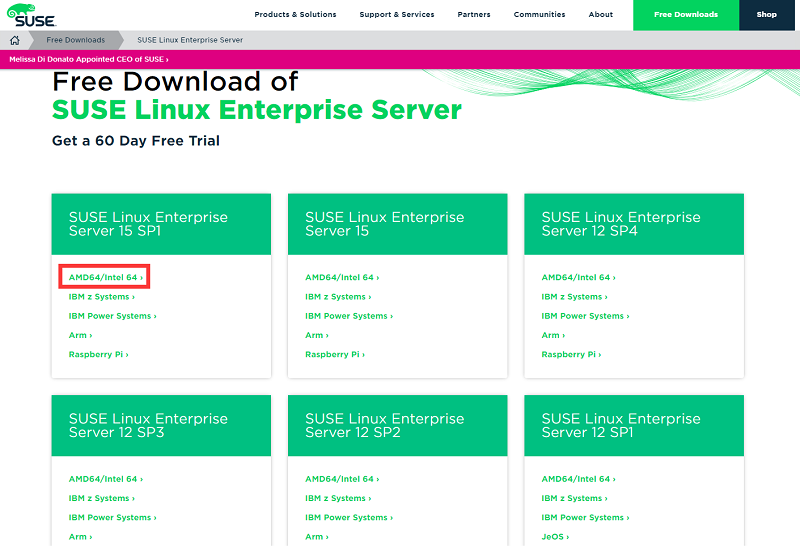 SUSE
Products & Solutions Support & Services Partners Communities About Free Downloads Shop
Free Downloads SUSE Linux Enterprise Server
Melissa Di Donato Appointed CEO of SUSE ›
Free Download of
SUSE Linux Enterprise Server
Get a 60 Day Free Trial
SUSE Linux Enterprise
Server 15 SP1
AMD64/Intel 64 ›
IBM z Systems ›
IBM Power Systems ›
Arm ›
Raspberry Pi ›
SUSE Linux Enterprise
Server 15
AMD64/Intel 64 ›
IBM z Systems ›
IBM Power Systems ›
Arm ›
Raspberry Pi ›
SUSE Linux Enterprise
Server 12 SP4
AMD64/Intel 64 ›
IBM z Systems ›
IBM Power Systems ›
Arm ›
Raspberry Pi ›
SUSE Linux Enterprise
Server 12 SP3
AMD64/Intel 64 ›
IBM z Systems ›
IBM Power Systems ›
Arm ›
SUSE Linux Enterprise
Server 12 SP2
AMD64/Intel 64 ›
IBM z Systems ›
IBM Power Systems ›
Arm ›
SUSE Linux Enterprise
Server 12 SP1
AMD64/Intel 64 ›
IBM z Systems ›
IBM Power Systems ›
JeOS ›